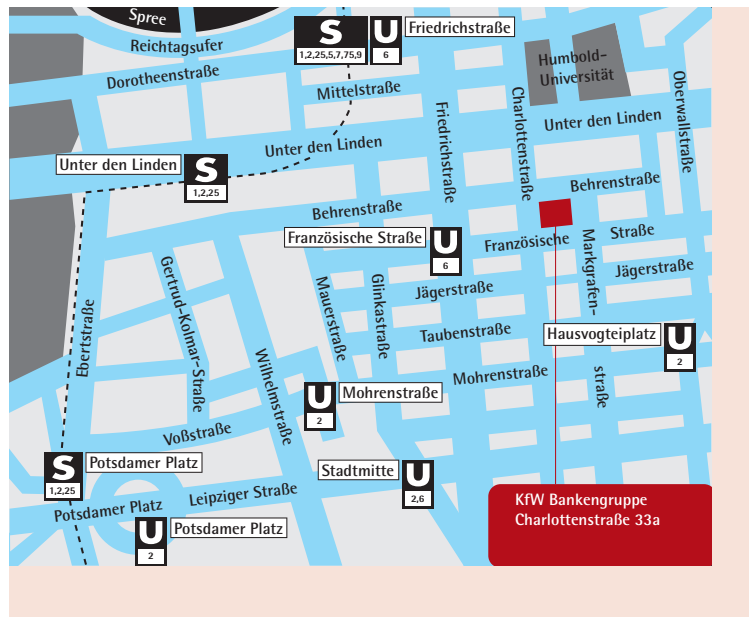 Spree
Reichtagsufer
S
1,2,25,5,7,75,9
U
6
Friedrichstraße
Dorotheenstraße
Mittelstraße
Humbold-
Universität
Oberwallstraße
Friedrichstraße
Charlottenstraße
Unter den Linden
Unter den Linden
Unter den Linden
S
1,2,25
Behrenstraße
Behrenstraße
Französische Straße
U
6
Französische
Straße
Markgrafen-
straße
Jägerstraße
Jägerstraße
Gertrud-Kolmar-Straße
Mauerstraße
Glinkastraße
Ebertstraße
Taubenstraße
Hausvogteiplatz
U
2
Wilhelmstraße
Mohrenstraße
U
2
Mohrenstraße
Voßstraße
S
1,2,25
Potsdamer Platz
Stadtmitte
U
2,6
Potsdamer Platz
Leipziger Straße
U
2
Potsdamer Platz
KfW Bankengruppe
Charlottenstraße 33a